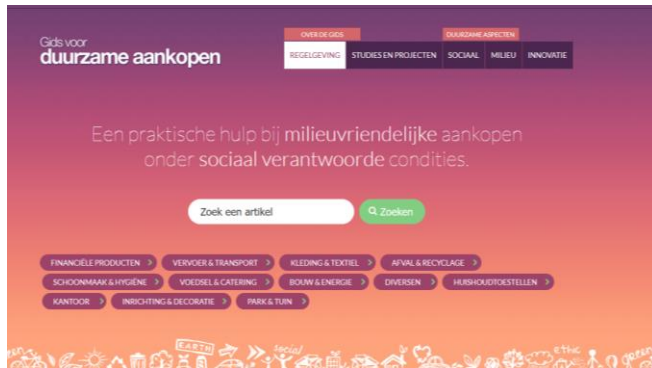 Gids voor
duurzame aankopen
OVER DE GIDS
DUURZAME ASPECTEN
REGELGEVING STUDIES EN PROJECTEN SOCIAAL MILIEU INNOVATIE
Een praktische hulp bij milieuvriendelijke aankopen
onder sociaal verantwoorde condities.
Zoek een artikel
Zoeken
FINANCIËLE PRODUCTEN > VERVOER & TRANSPORT > KLEDING & TEXTIEL > AFVAL & RECYCLAGE >
SCHOONMAAK & HYGIËNE > VOEDSEL & CATERING > BOUW & ENERGIE > DIVERSEN > HUISHOUDTOESTELLEN >
KANTOOR > INRICHTING & DECORATIE > PARK & TUIN >
EARTH social ethic green